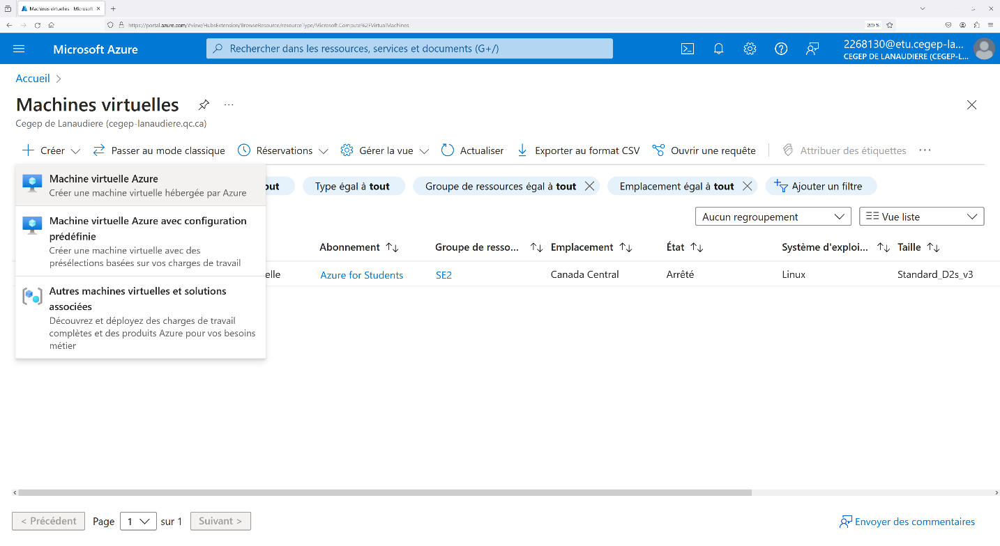 Machines virtuelles - Microsoft
https://portal.azure.com/#view/HubsExtension/BrowseResource/resourceType/Microsoft.Compute%2FVirtualMachines
200 %
Microsoft Azure
Rechercher dans les ressources, services et documents (G+/)
2268130@etu.cegep-la...
CEGEP DE LANAUDIERE (CEGEP-L...
Accueil
Machines virtuelles
...
Cegep de Lanaudiere (cegep-lanaudiere.qc.ca)
Créer
Passer au mode classique
Réservations
Gérer la vue
Actualiser
Exporter au format CSV
Ouvrir une requête
Attribuer des étiquettes
...
Machine virtuelle Azure
Créer une machine virtuelle hébergée par Azure
Machine virtuelle Azure avec configuration
prédéfinie
Créer une machine virtuelle avec des
présélections basées sur vos charges de travail
Autres machines virtuelles et solutions
associées
Découvrez et déployez des charges de travail
complètes et des produits Azure pour vos besoins
métier
out
Type égal à tout
Groupe de ressources égal à tout
Emplacement égal à tout
Ajouter un filtre
Aucun regroupement
Vue liste
Abonnement
Groupe de resso...
Emplacement
État
Système d'exploi...
Taille
elle
Azure for Students
SE2
Canada Central
Arrêté
Linux
Standard_D2s_v3
< Précédent
Page
1
sur 1
Suivant >
Envoyer des commentaires